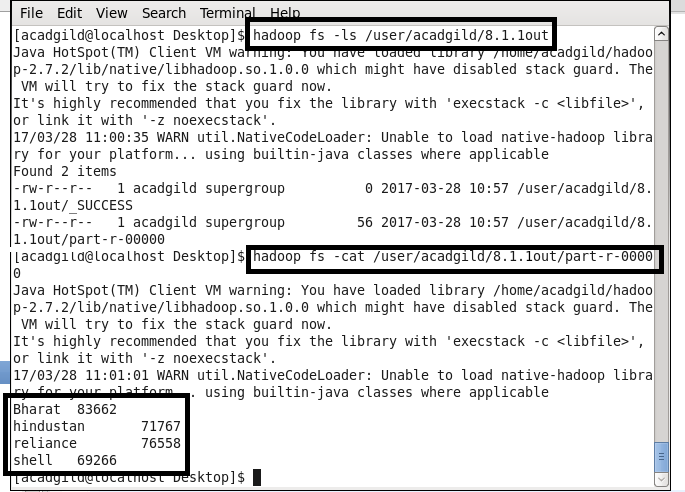 File Edit View Search Terminal Help
[acadgild@localhost Desktop]$ hadoop fs -ls /user/acadgild/8.1.1out
Java HotSpot(TM) Client VM warning: You have loaded library /home/acadgild/hadoo
p-2.7.2/lib/native/libhadoop.so.1.0.0 which might have disabled stack guard. The
VM will try to fix the stack guard now.
It's highly recommended that you fix the library with 'execstack -c <libfile>',
or link it with '-z noexecstack'.
17/03/28 11:00:35 WARN util.NativeCodeLoader: Unable to load native-hadoop libra
ry for your platform... using builtin-java classes where applicable
Found 2 items
-rw-r--r--   1 acadgild supergroup          0 2017-03-28 10:57 /user/acadgild/8.
1.1out/_SUCCESS
-rw-r--r--   1 acadgild supergroup         56 2017-03-28 10:57 /user/acadgild/8.
1.1out/part-r-00000
[acadgild@localhost Desktop]$ hadoop fs -cat /user/acadgild/8.1.1out/part-r-0000
0
Java HotSpot(TM) Client VM warning: You have loaded library /home/acadgild/hadoo
p-2.7.2/lib/native/libhadoop.so.1.0.0 which might have disabled stack guard. The
VM will try to fix the stack guard now.
It's highly recommended that you fix the library with 'execstack -c <libfile>',
or link it with '-z noexecstack'.
17/03/28 11:01:01 WARN util.NativeCodeLoader: Unable to load native-hadoop libra
ry for your platform... using builtin-java classes where applicable
Bharat  83662
hindustan       71767
reliance        76558
shell   69266
[acadgild@localhost Desktop]$